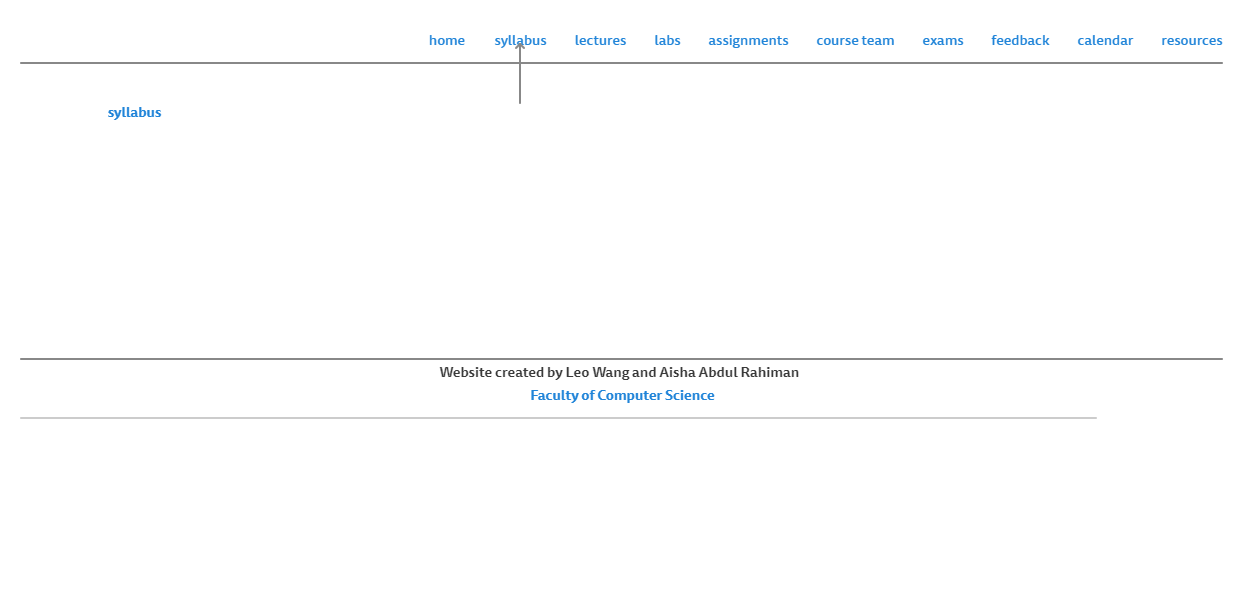 home syllabus lectures labs assignments course team exams feedback calendar resources
syllabus
Website created by Leo Wang and Aisha Abdul Rahiman
Faculty of Computer Science